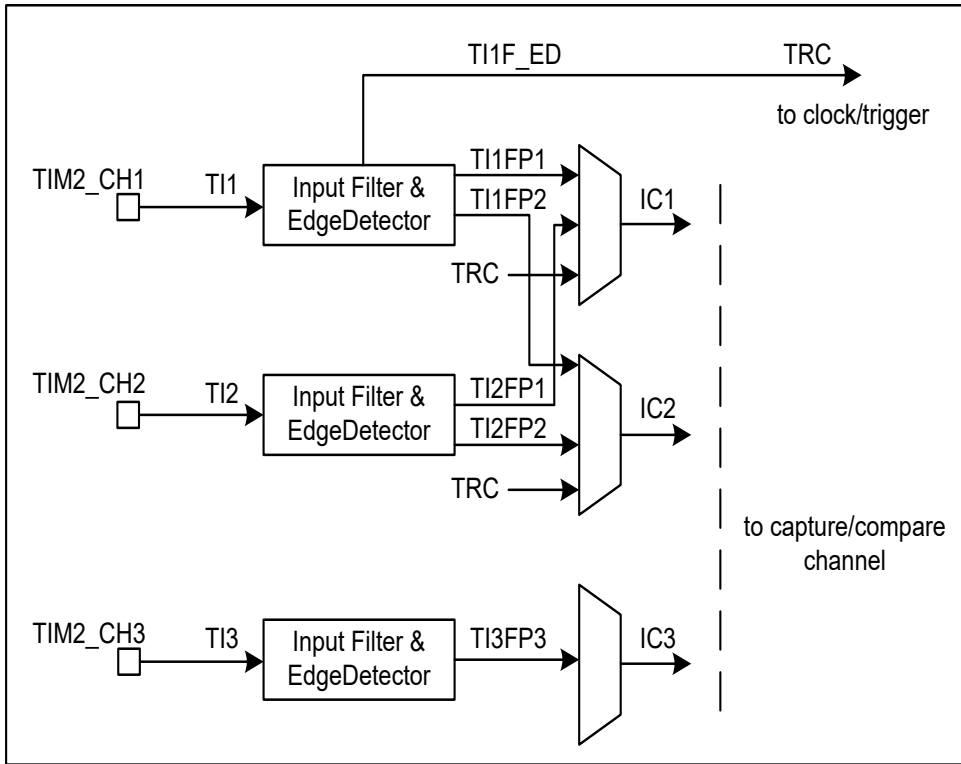 TI1F_ED
TRC
to clock/trigger
TIM2_CH1
TI1
Input Filter &
EdgeDetector
TI1FP1
TI1FP2
TRC
IC1
TIM2_CH2
TI2
Input Filter &
EdgeDetector
TI2FP1
TI2FP2
TRC
IC2
to capture/compare
channel
TIM2_CH3
TI3
Input Filter &
EdgeDetector
TI3FP3
IC3